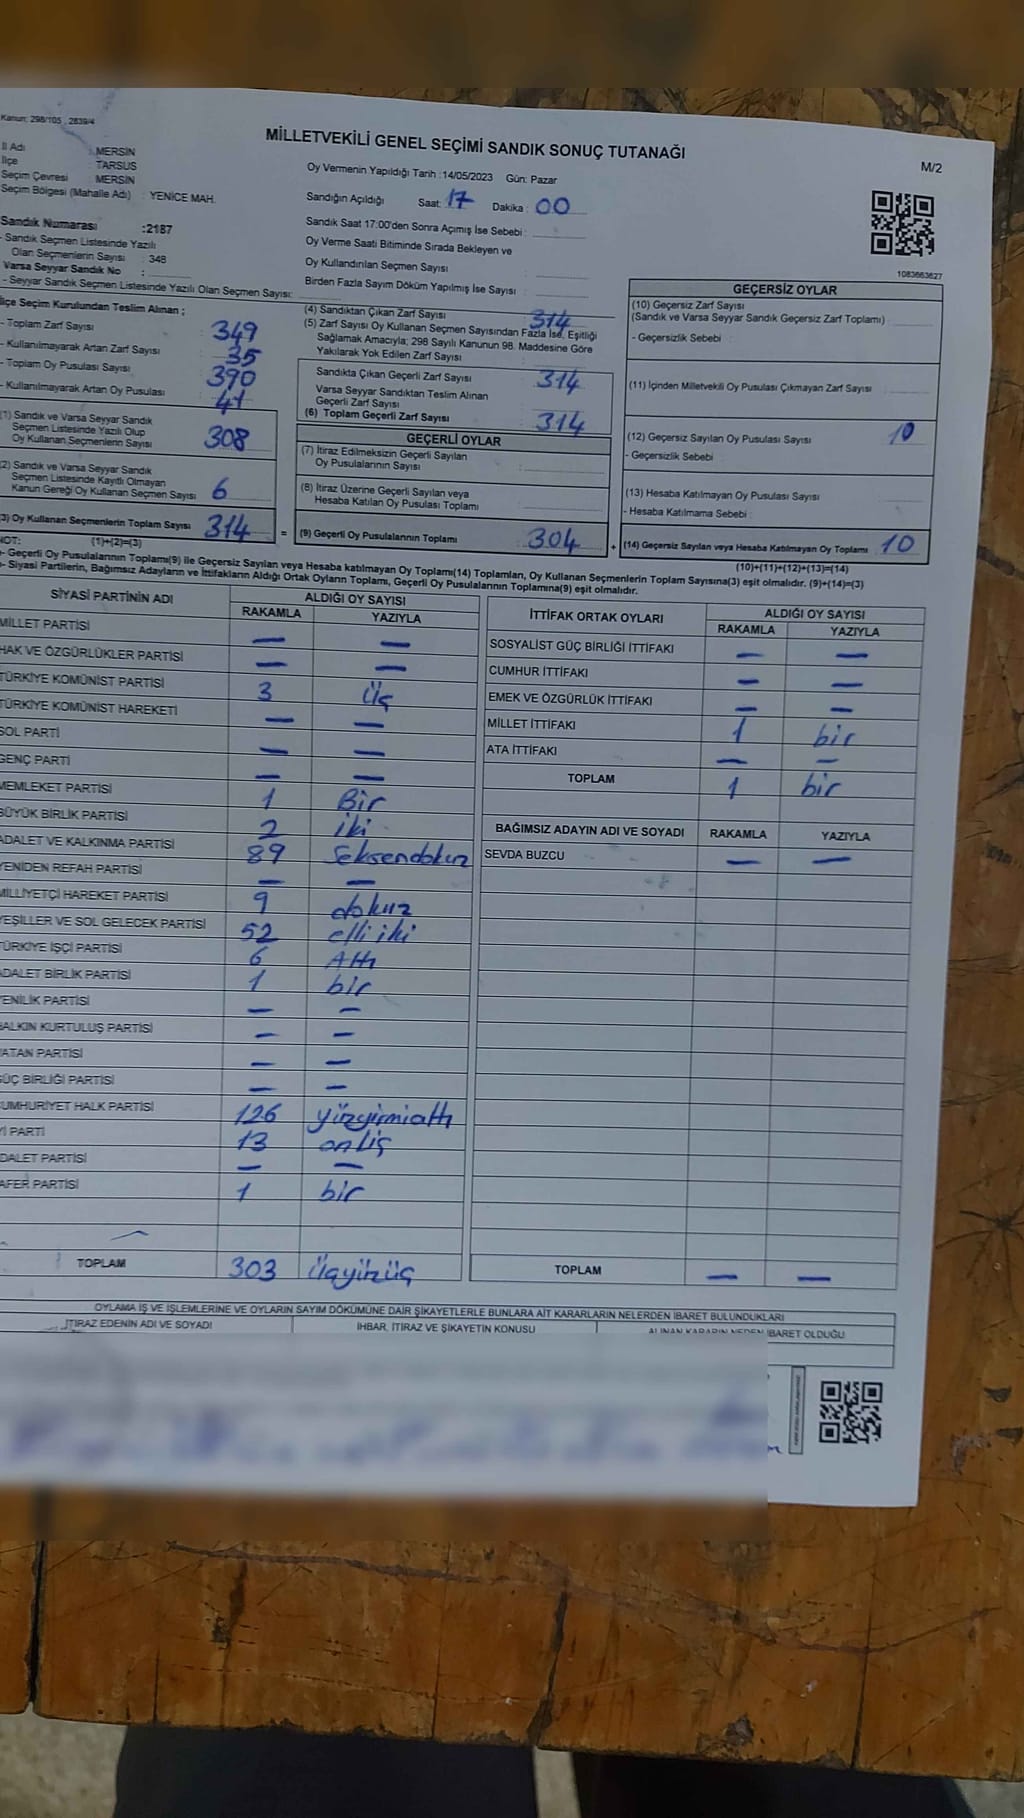 Kanun: 298/105 , 2839/4
MİLLETVEKİLİ GENEL SEÇİMİ SANDIK SONUÇ TUTANAĞI
M/2
İl Adı : MERSİN
İlçe : TARSUS
Seçim Çevresi : MERSİN
Seçim Bölgesi (Mahalle Adı) : YENİCE MAH.
Sandık Numarası :2187
- Sandık Seçmen Listesinde Yazılı
Olan Seçmenlerin Sayısı : 348
Varsa Seyyar Sandık No :
- Seyyar Sandık Seçmen Listesinde Yazılı Olan Seçmen Sayısı:
Oy Vermenin Yapıldığı Tarih :14/05/2023 Gün: Pazar
Sandığın Açıldığı Saat: 17 Dakika : 00
Sandık Saat 17:00'den Sonra Açılmış İse Sebebi :
Oy Verme Saati Bitiminde Sırada Bekleyen ve
Oy Kullandırılan Seçmen Sayısı :
Birden Fazla Sayım Döküm Yapılmış İse Sayısı :
1083663627
İlçe Seçim Kurulundan Teslim Alınan ;
- Toplam Zarf Sayısı : 349
- Kullanılmayarak Artan Zarf Sayısı : 35
- Toplam Oy Pusulası Sayısı : 390
- Kullanılmayarak Artan Oy Pusulası : 41
(1) Sandık ve Varsa Seyyar Sandık
Seçmen Listesinde Yazılı Olup
Oy Kullanan Seçmenlerin Sayısı 308
(2) Sandık ve Varsa Seyyar Sandık
Seçmen Listesinde Kayıtlı Olmayan
Kanun Gereği Oy Kullanan Seçmen Sayısı 6
(3) Oy Kullanan Seçmenlerin Toplam Sayısı 314
(1)+(2)=(3)
(4) Sandıktan Çıkan Zarf Sayısı : 314
(5) Zarf Sayısı Oy Kullanan Seçmen Sayısından Fazla İse, Eşitliği
Sağlamak Amacıyla; 298 Sayılı Kanunun 98. Maddesine Göre
Yakılarak Yok Edilen Zarf Sayısı :
Sandıkta Çıkan Geçerli Zarf Sayısı : 314
Varsa Seyyar Sandıktan Teslim Alınan
Geçerli Zarf Sayısı
(6) Toplam Geçerli Zarf Sayısı : 314
GEÇERLİ OYLAR
(7) İtiraz Edilmeksizin Geçerli Sayılan
Oy Pusulalarının Sayısı :
(8) İtiraz Üzerine Geçerli Sayılan veya
Hesaba Katılan Oy Pusulası Toplamı :
= (9) Geçerli Oy Pusulalarının Toplamı : 304 +
GEÇERSİZ OYLAR
(10) Geçersiz Zarf Sayısı
(Sandık ve Varsa Seyyar Sandık Geçersiz Zarf Toplamı) :
- Geçersizlik Sebebi :
(11) İçinden Milletvekili Oy Pusulası Çıkmayan Zarf Sayısı :
(12) Geçersiz Sayılan Oy Pusulası Sayısı : 10
- Geçersizlik Sebebi :
(13) Hesaba Katılmayan Oy Pusulası Sayısı :
- Hesaba Katılmama Sebebi :
(14) Geçersiz Sayılan veya Hesaba Katılmayan Oy Toplamı : 10
(10)+(11)+(12)+(13)=(14)
NOT:
- Geçerli Oy Pusulalarının Toplamı(9) ile Geçersiz Sayılan veya Hesaba katılmayan Oy Toplamı(14) Toplamları, Oy Kullanan Seçmenlerin Toplam Sayısına(3) eşit olmalıdır. (9)+(14)=(3)
- Siyasi Partilerin, Bağımsız Adayların ve İttifakların Aldığı Ortak Oyların Toplamı, Geçerli Oy Pusulalarının Toplamına(9) eşit olmalıdır.
SİYASİ PARTİNİN ADI ALDIĞI OY SAYISI
RAKAMLA YAZIYLA
MİLLET PARTİSİ — —
HAK VE ÖZGÜRLÜKLER PARTİSİ — —
TÜRKİYE KOMÜNİST PARTİSİ 3 Üç
TÜRKİYE KOMÜNİST HAREKETİ — —
SOL PARTİ — —
GENÇ PARTİ — —
MEMLEKET PARTİSİ 1 Bir
BÜYÜK BİRLİK PARTİSİ 2 iki
ADALET VE KALKINMA PARTİSİ 89 Seksendokuz
YENİDEN REFAH PARTİSİ — —
MİLLİYETÇİ HAREKET PARTİSİ 9 dokuz
YEŞİLLER VE SOL GELECEK PARTİSİ 52 elli iki
TÜRKİYE İŞÇİ PARTİSİ 6 Altı
ADALET BİRLİK PARTİSİ 1 bir
YENİLİK PARTİSİ — —
HALKIN KURTULUŞ PARTİSİ — —
VATAN PARTİSİ — —
GÜÇ BİRLİĞİ PARTİSİ — —
CUMHURİYET HALK PARTİSİ 126 yüzyirmialtı
İYİ PARTİ 13 onüç
ADALET PARTİSİ — —
ZAFER PARTİSİ 1 bir
TOPLAM 303 Üçyüzüç
İTTİFAK ORTAK OYLARI ALDIĞI OY SAYISI
RAKAMLA YAZIYLA
SOSYALİST GÜÇ BİRLİĞİ İTTİFAKI — —
CUMHUR İTTİFAKI — —
EMEK VE ÖZGÜRLÜK İTTİFAKI — —
MİLLET İTTİFAKI 1 bir
ATA İTTİFAKI — —
TOPLAM 1 bir
BAĞIMSIZ ADAYIN ADI VE SOYADI RAKAMLA YAZIYLA
SEVDA BUZCU — —
TOPLAM — —
OYLAMA İŞ VE İŞLEMLERİNE VE OYLARIN SAYIM DÖKÜMÜNE DAİR ŞİKAYETLERLE BUNLARA AİT KARARLARIN NELERDEN İBARET BULUNDUKLARI
İTİRAZ EDENİN ADI VE SOYADI IHBAR, İTİRAZ VE ŞİKAYETİN KONUSU ALINAN KARARIN NEDEN İBARET OLDUĞU